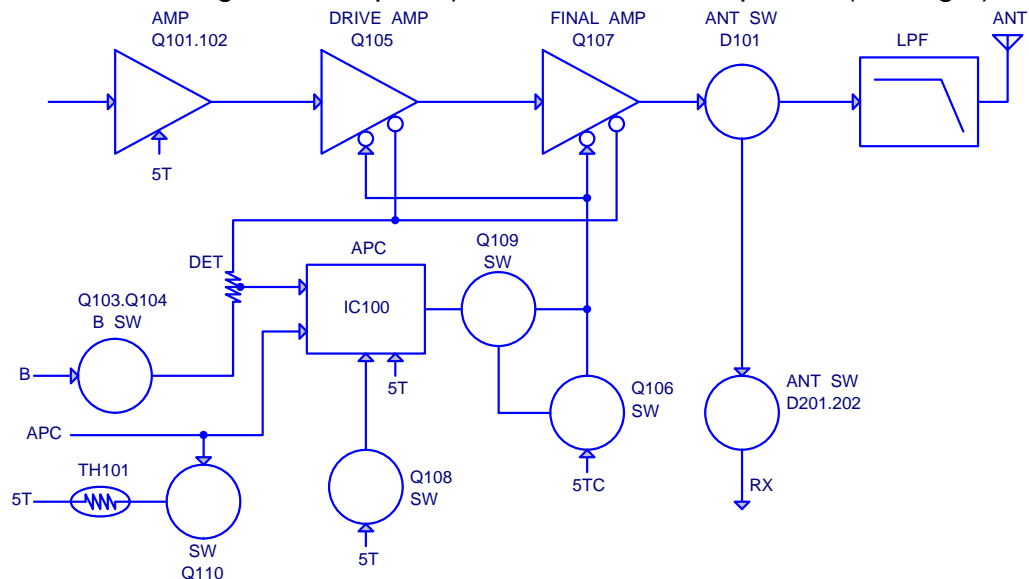 AMP
Q101.102
DRIVE AMP
Q105
FINAL AMP
Q107
ANT SW
D101
LPF
ANT
5T
DET
APC
IC100
Q109
SW
Q103.Q104
B SW
B
5T
Q106
SW
ANT SW
D201.202
APC
TH101
5T
SW
Q110
Q108
SW
5T
5TC
RX